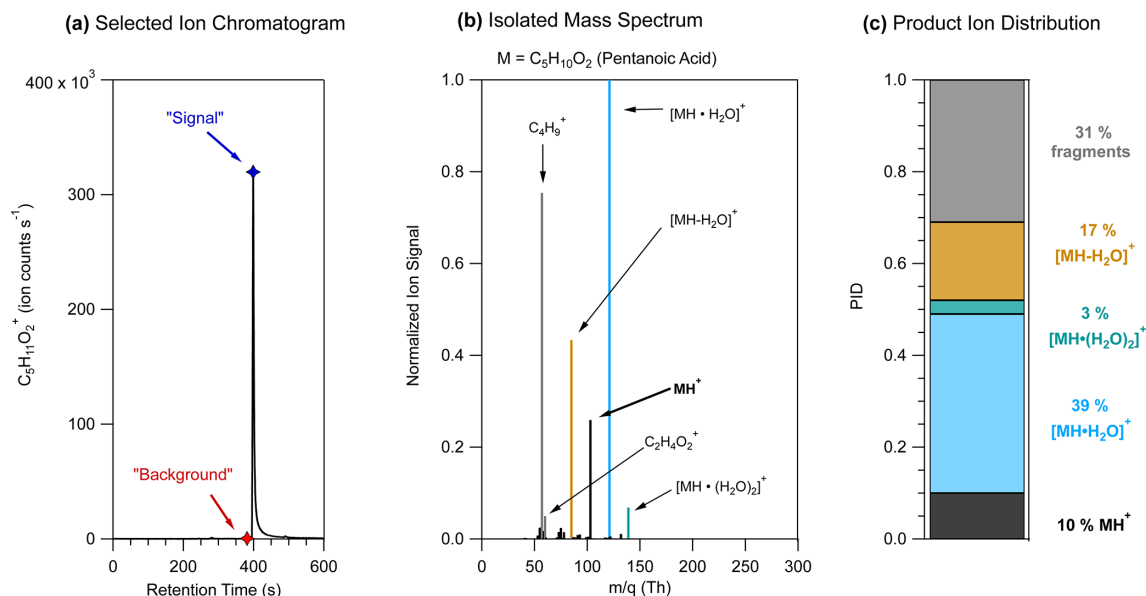 (a) Selected Ion Chromatogram
400 x 10³
300
200
100
0
C₅H₁₁O₂⁺ (ion counts s⁻¹)
"Signal"
"Background"
0 200 400 600
Retention Time (s)
(b) Isolated Mass Spectrum
M = C₅H₁₀O₂ (Pentanoic Acid)
1.0
0.8
0.6
0.4
0.2
0.0
Normalized Ion Signal
C₄H₉⁺
[MH • H₂O]⁺
[MH-H₂O]⁺
MH⁺
C₂H₄O₂⁺
[MH • (H₂O)₂]⁺
0 50 100 150 200 250 300
m/q (Th)
(c) Product Ion Distribution
1.0
0.8
0.6
0.4
0.2
0.0
PID
31 %
fragments
17 %
[MH-H₂O]⁺
3 %
[MH•(H₂O)₂]⁺
39 %
[MH•H₂O]⁺
10 % MH⁺